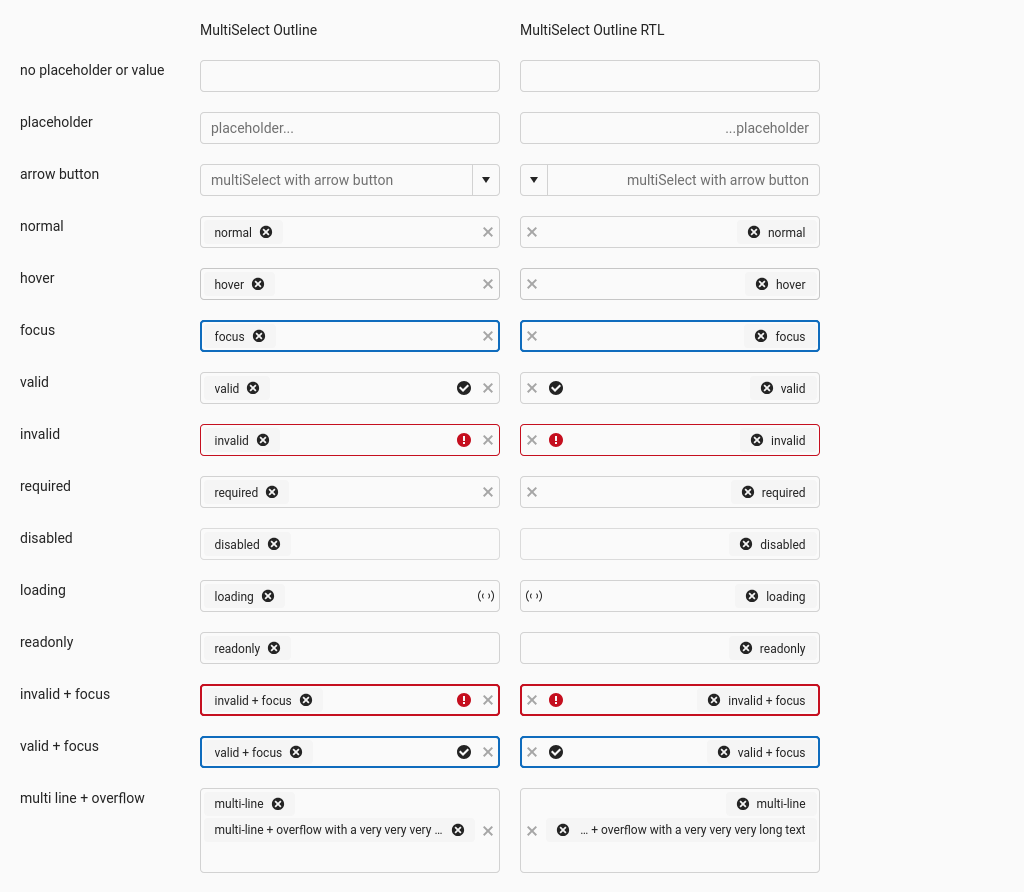 MultiSelect Outline MultiSelect Outline RTL
no placeholder or value
placeholder placeholder... ...placeholder
arrow button multiSelect with arrow button multiSelect with arrow button
normal normal normal
hover hover hover
focus focus focus
valid valid valid
invalid invalid invalid
required required required
disabled disabled disabled
loading loading loading
readonly readonly readonly
invalid + focus invalid + focus invalid + focus
valid + focus valid + focus valid + focus
multi line + overflow multi-line multi-line
multi-line + overflow with a very very very ... ... + overflow with a very very very long text